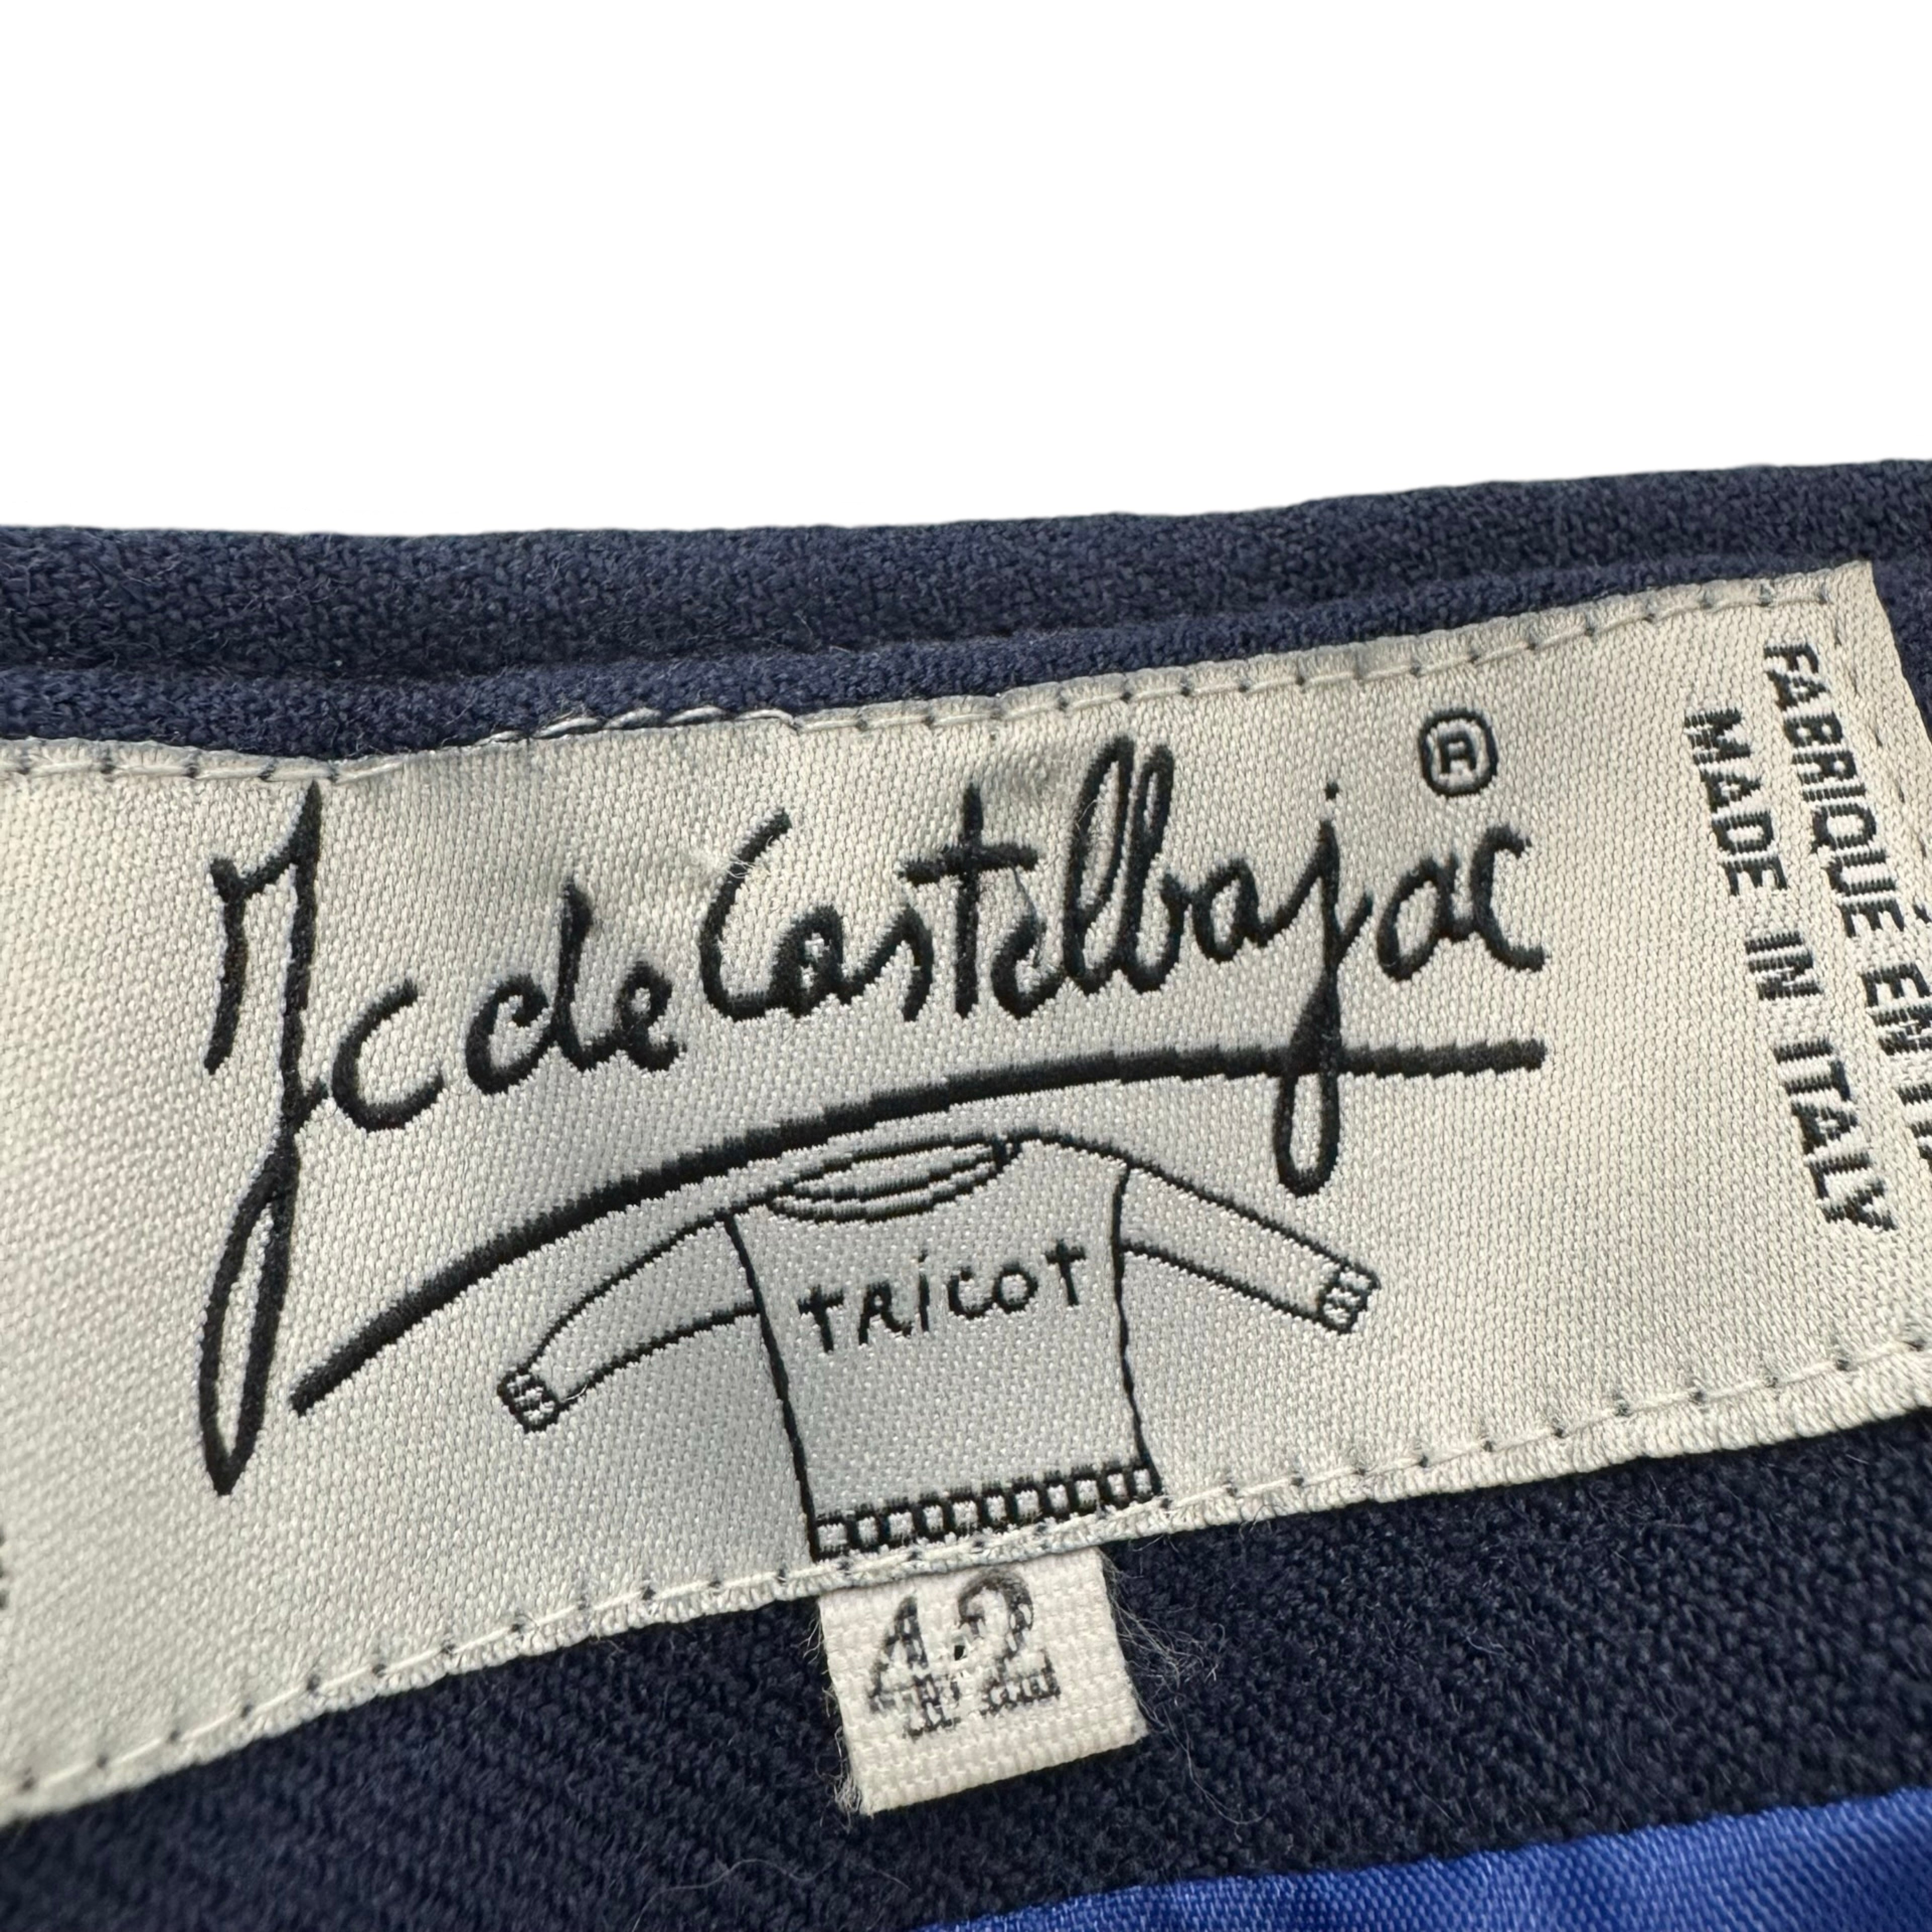 Jc de Castelbajac ®
tRicot
42
FABRIQUE EN
MADE IN ITALY